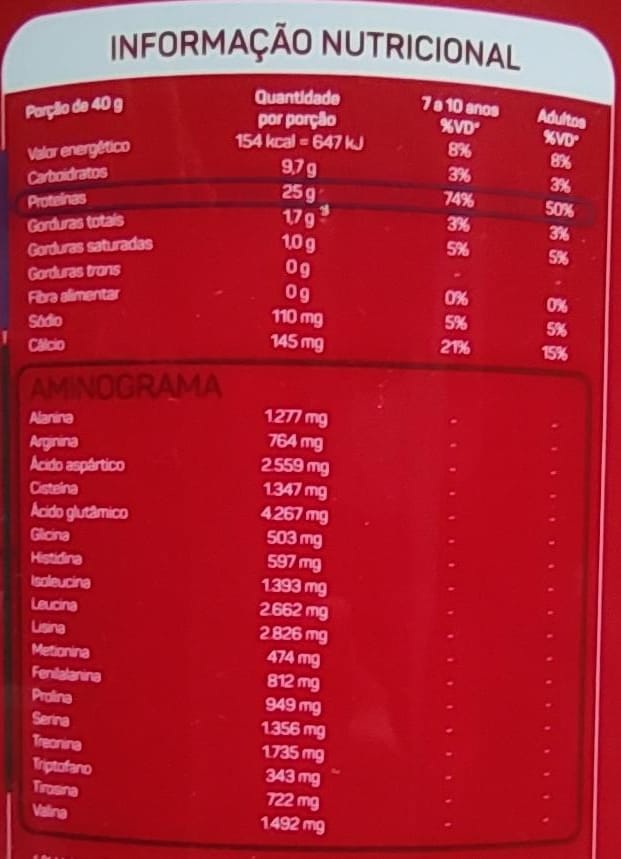 INFORMAÇÃO NUTRICIONAL
Porção de 40 g Quantidade por porção 7 a 10 anos %VD* Adultos %VD*
Valor energético 154 kcal = 647 kJ 8% 8%
Carboidratos 9,7 g 3% 3%
Proteínas 25 g 74% 50%
Gorduras totais 1,7 g 3% 3%
Gorduras saturadas 1,0 g 5% 5%
Gorduras trans 0 g - -
Fibra alimentar 0 g 0% 0%
Sódio 110 mg 5% 5%
Cálcio 145 mg 21% 15%
AMINOGRAMA
Alanina 1.277 mg - -
Arginina 764 mg - -
Ácido aspártico 2.559 mg - -
Cisteína 1.347 mg - -
Ácido glutâmico 4.267 mg - -
Glicina 503 mg - -
Histidina 597 mg - -
Isoleucina 1.393 mg - -
Leucina 2.662 mg - -
Lisina 2.826 mg - -
Metionina 474 mg - -
Fenilalanina 812 mg - -
Prolina 949 mg - -
Serina 1.356 mg - -
Treonina 1.735 mg - -
Triptofano 343 mg - -
Tirosina 722 mg - -
Valina 1.492 mg - -